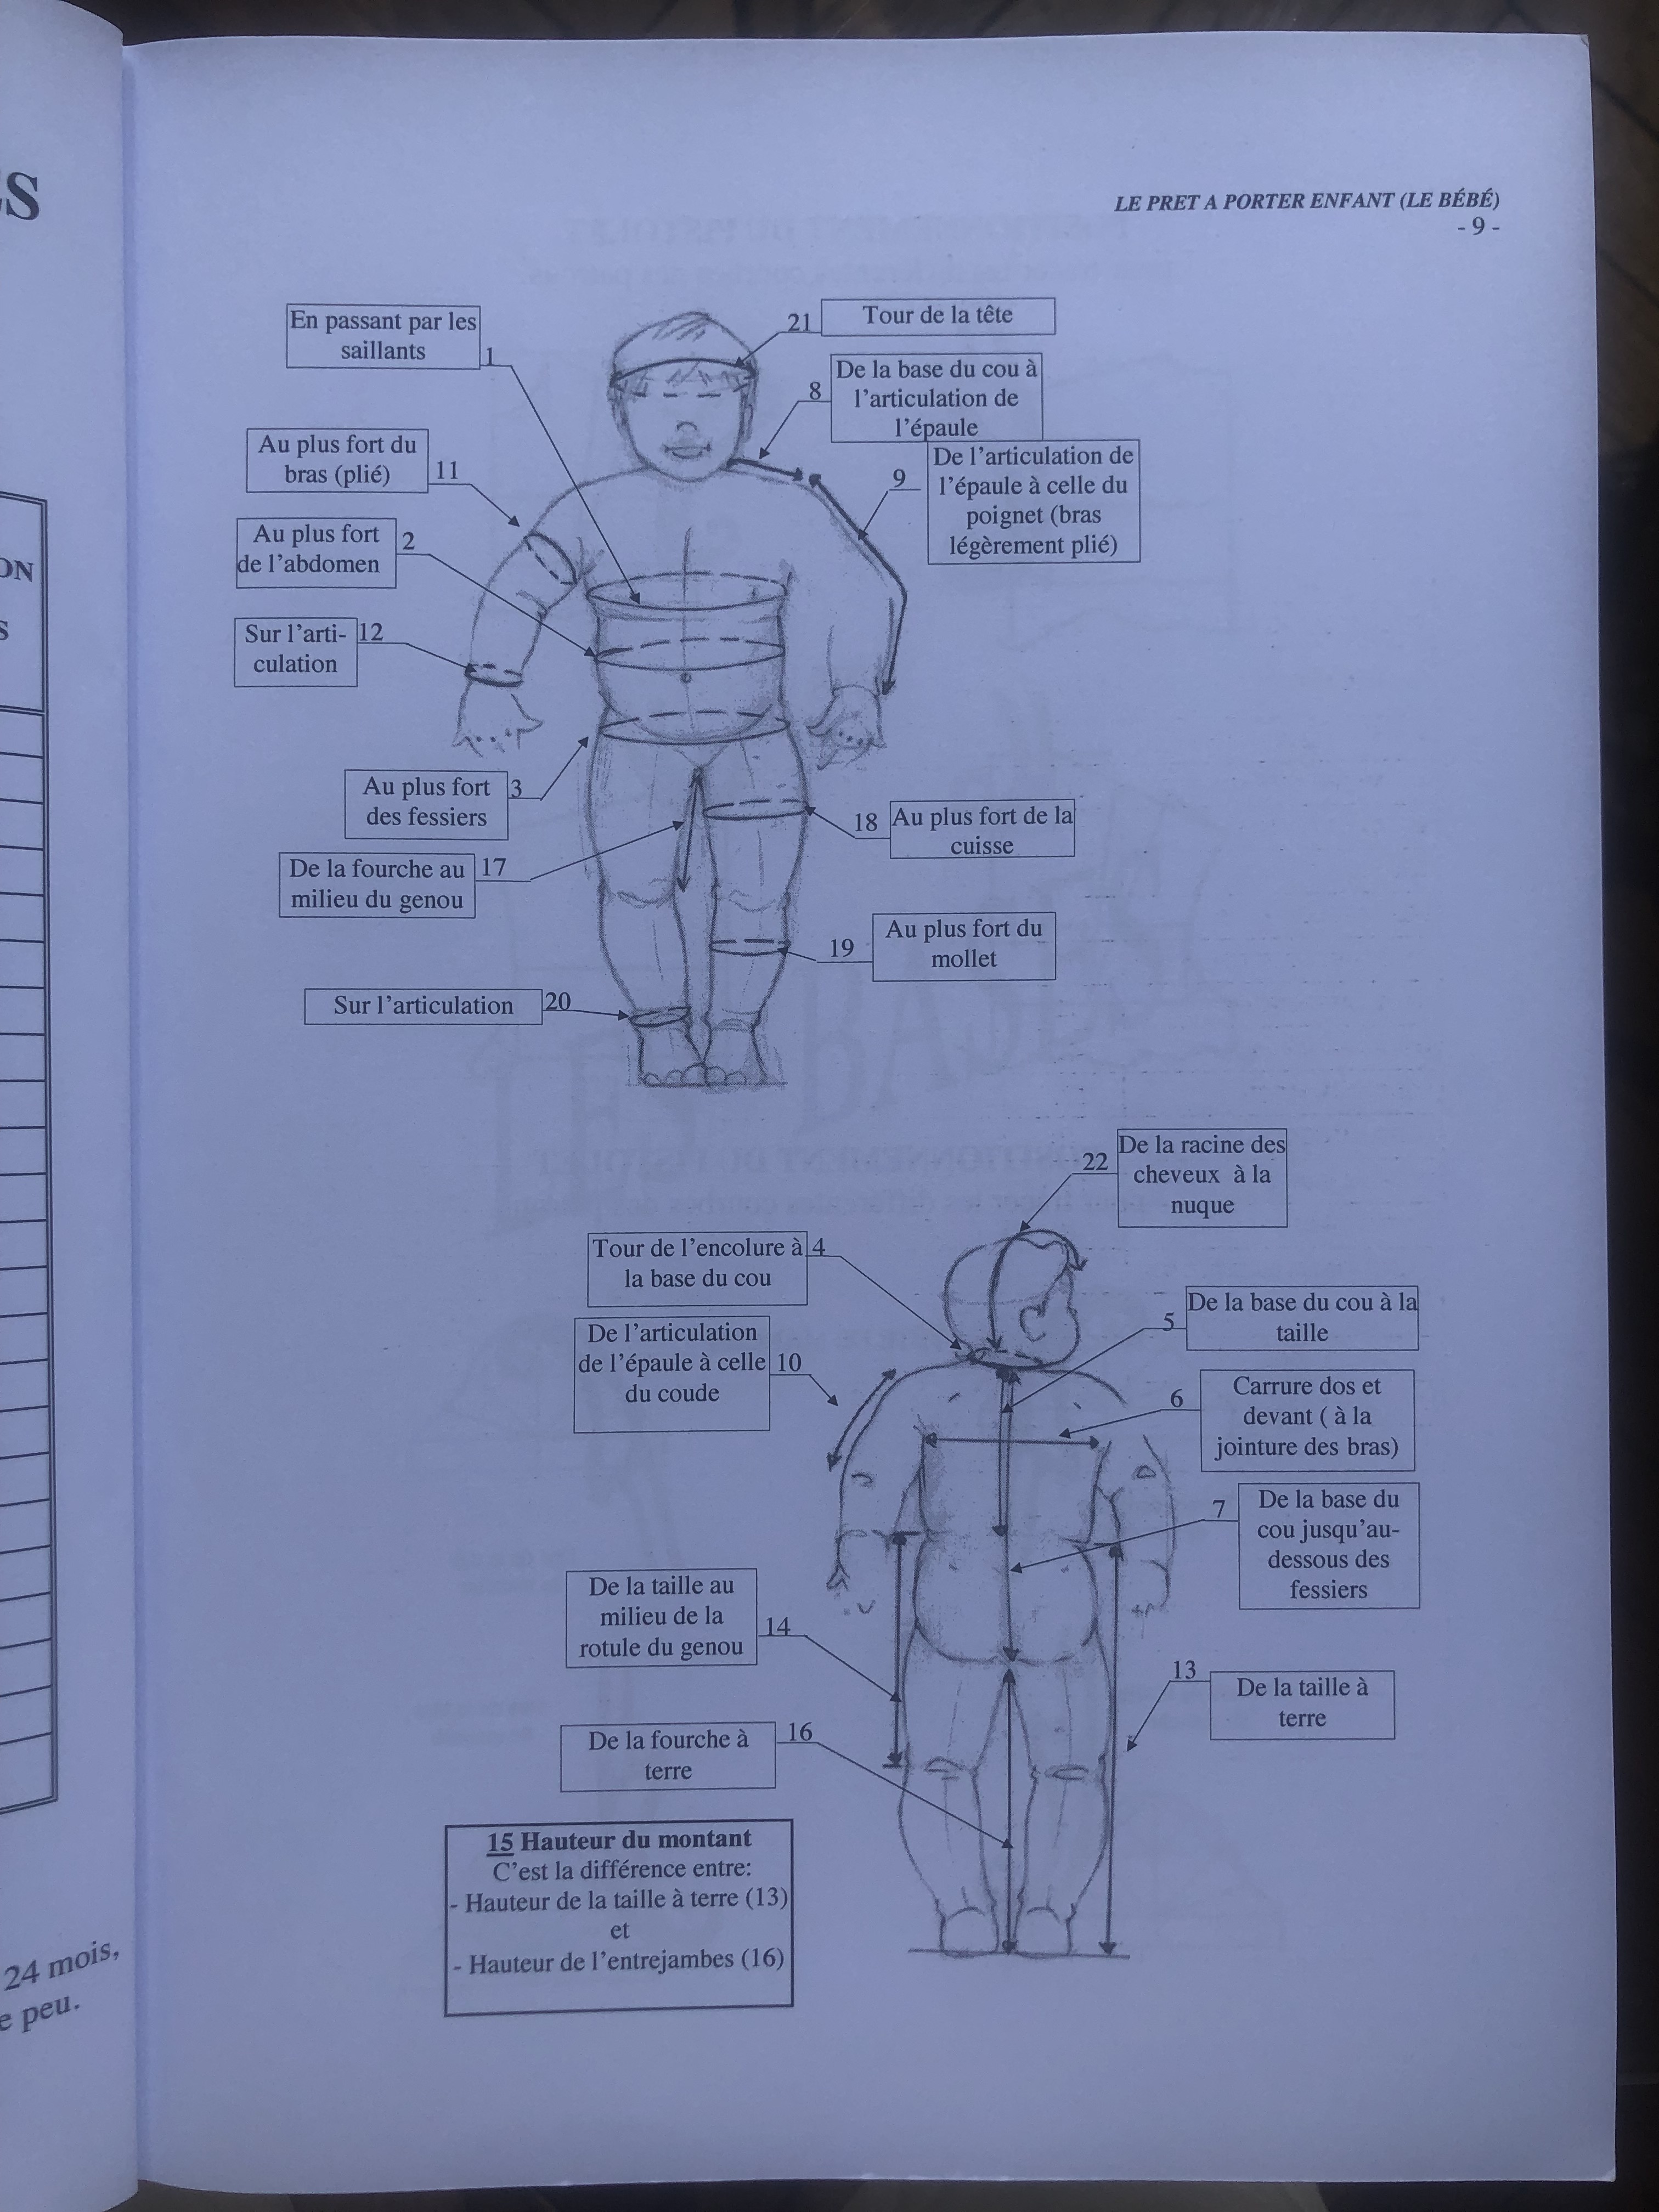 ES
ON
S
24 mois,
e peu.
LE PRET A PORTER ENFANT (LE BÉBÉ)
- 9 -
En passant par les
saillants
1
21
Tour de la tête
8
De la base du cou à
l'articulation de
l'épaule
Au plus fort du
bras (plié)
11
9
De l'articulation de
l'épaule à celle du
poignet (bras
légèrement plié)
Au plus fort
de l'abdomen
2
Sur l'arti-
culation
12
Au plus fort
des fessiers
3
18
Au plus fort de la
cuisse
De la fourche au
milieu du genou
17
19
Au plus fort du
mollet
Sur l'articulation
20
22
De la racine des
cheveux à la
nuque
Tour de l'encolure à
la base du cou
4
5
De la base du cou à la
taille
De l'articulation
de l'épaule à celle
du coude
10
6
Carrure dos et
devant ( à la
jointure des bras)
7
De la base du
cou jusqu'au-
dessous des
fessiers
De la taille au
milieu de la
rotule du genou
14
13
De la taille à
terre
De la fourche à
terre
16
15 Hauteur du montant
C'est la différence entre:
- Hauteur de la taille à terre (13)
et
- Hauteur de l'entrejambes (16)